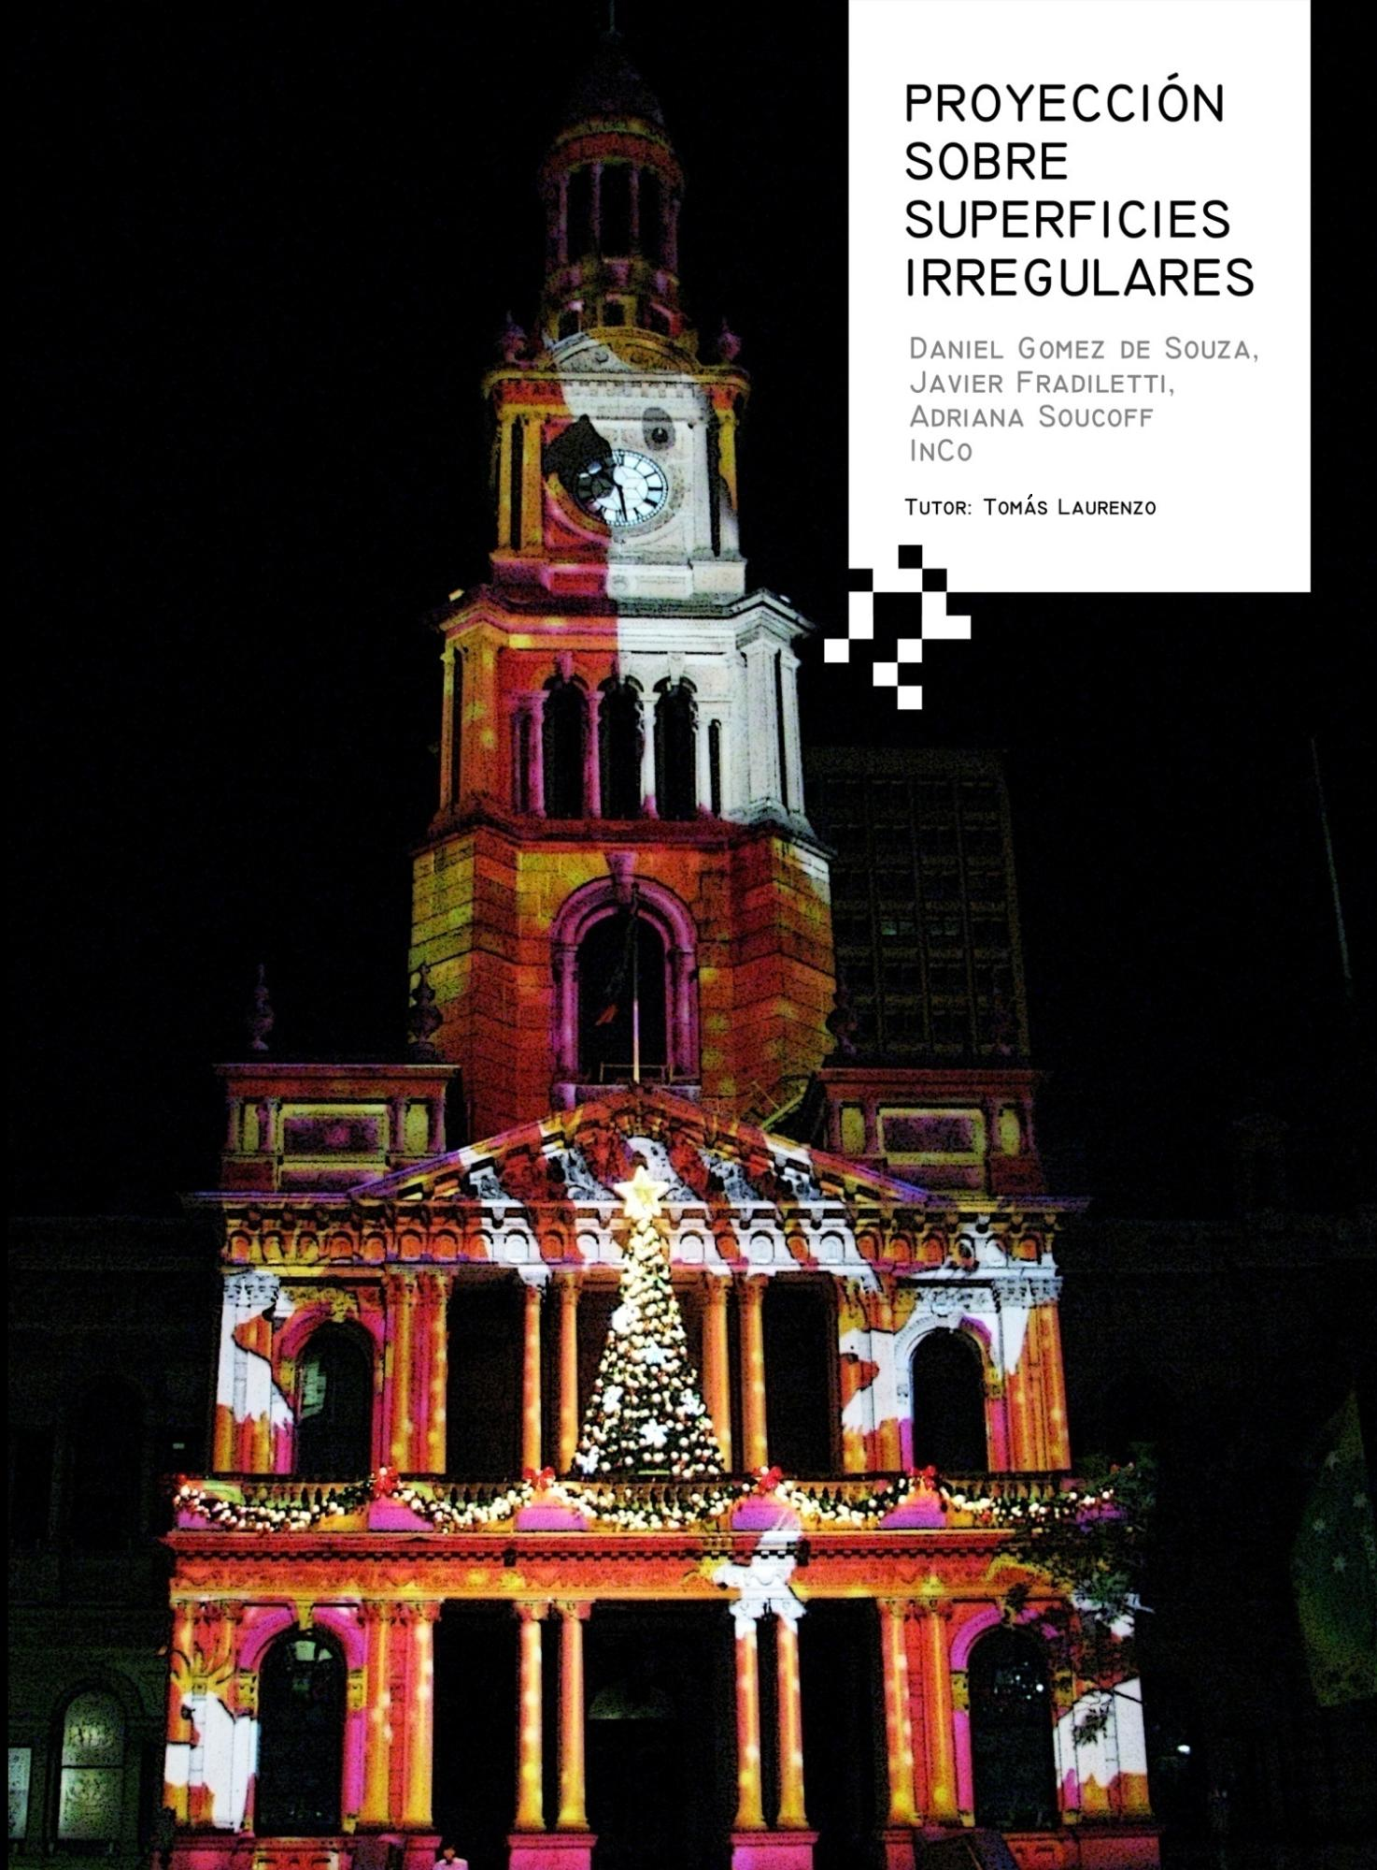 PROYECCIÓN
SOBRE
SUPERFICIES
IRREGULARES
DANIEL GOMEZ DE SOUZA,
JAVIER FRADILETTI,
ADRIANA SOUCOFF
INCO
TUTOR: TOMÁS LAURENZO